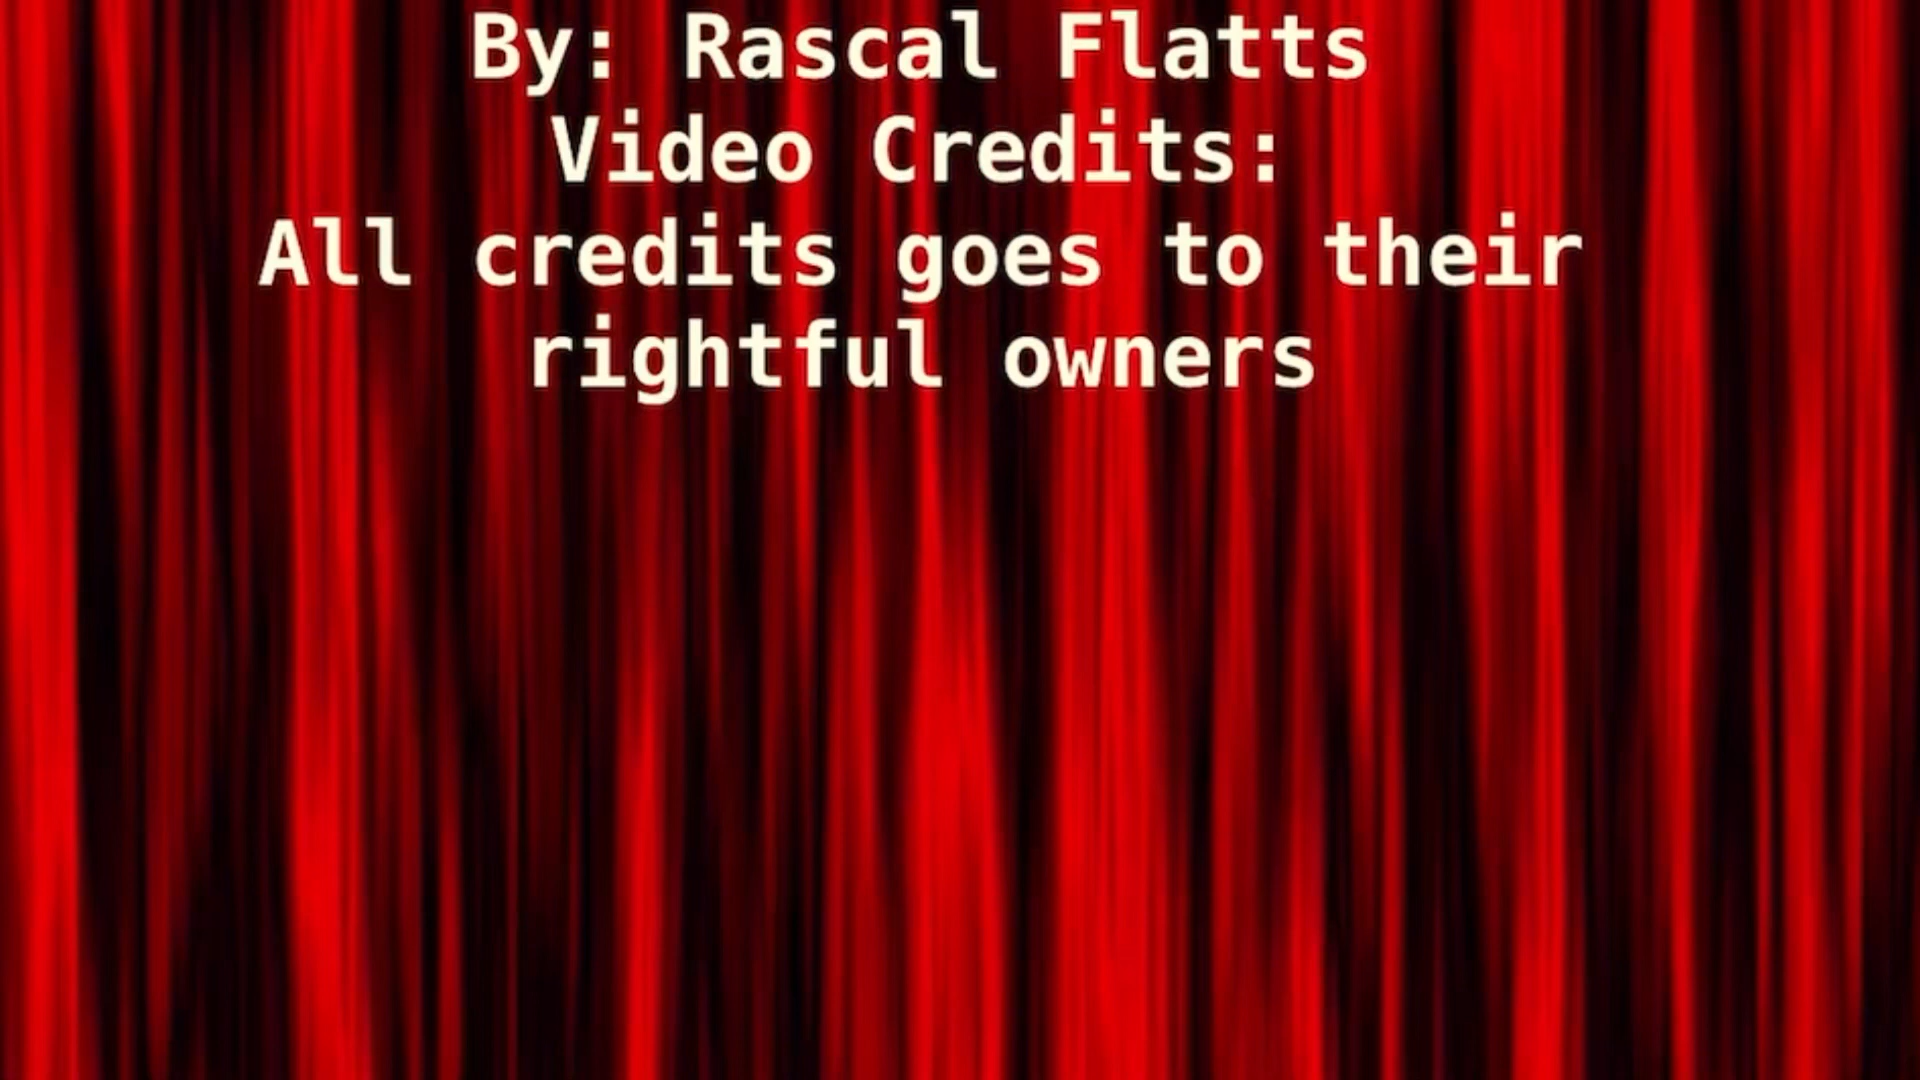 By: Rascal Flatts
Video Credits:
All credits goes to their
rightful owners